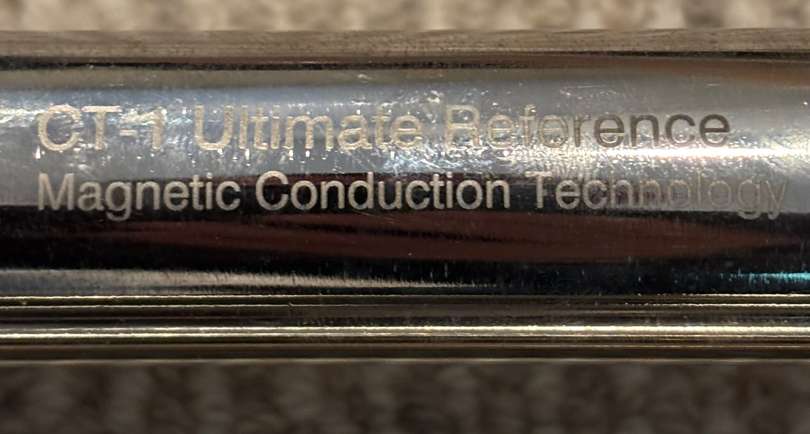 CT-1 Ultimate Reference
Magnetic Conduction Technology